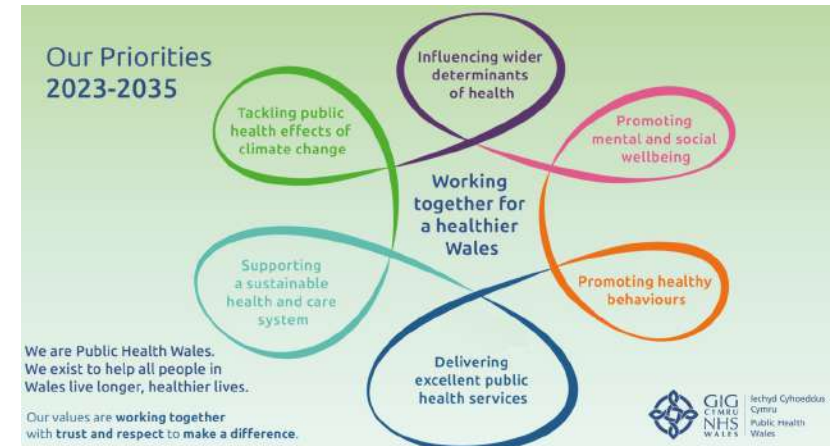 Our Priorities
2023-2035
Influencing wider
determinants
of health
Tackling public
health effects of
climate change
Promoting
mental and social
wellbeing
Working
together for
a healthier
Wales
Supporting
a sustainable
health and care
system
Promoting healthy
behaviours
Delivering
excellent public
health services
We are Public Health Wales.
We exist to help all people in
Wales live longer, healthier lives.
Our values are working together
with trust and respect to make a difference.
GIG
CYMRU
NHS
WALES
Iechyd Cyhoeddus
Cymru
Public Health
Wales